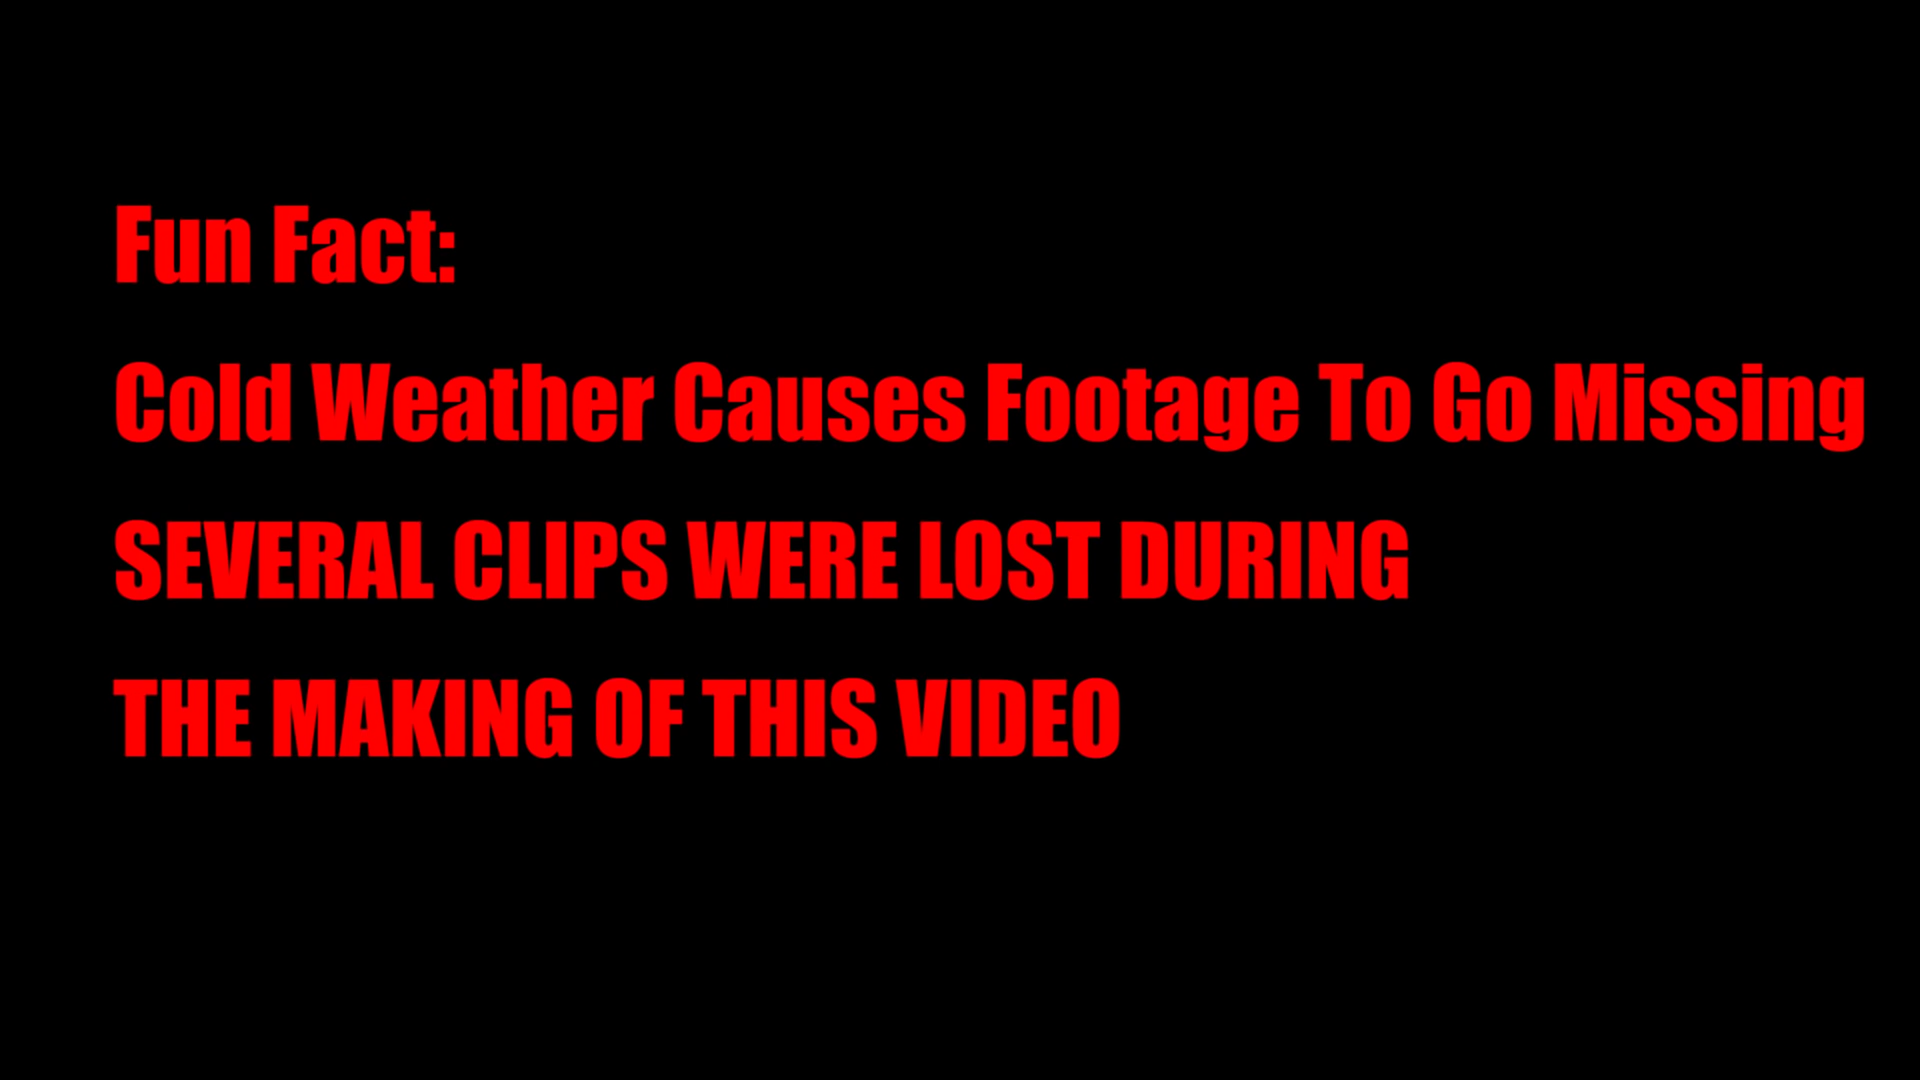 Fun Fact:
Cold Weather Causes Footage To Go Missing
SEVERAL CLIPS WERE LOST DURING
THE MAKING OF THIS VIDEO